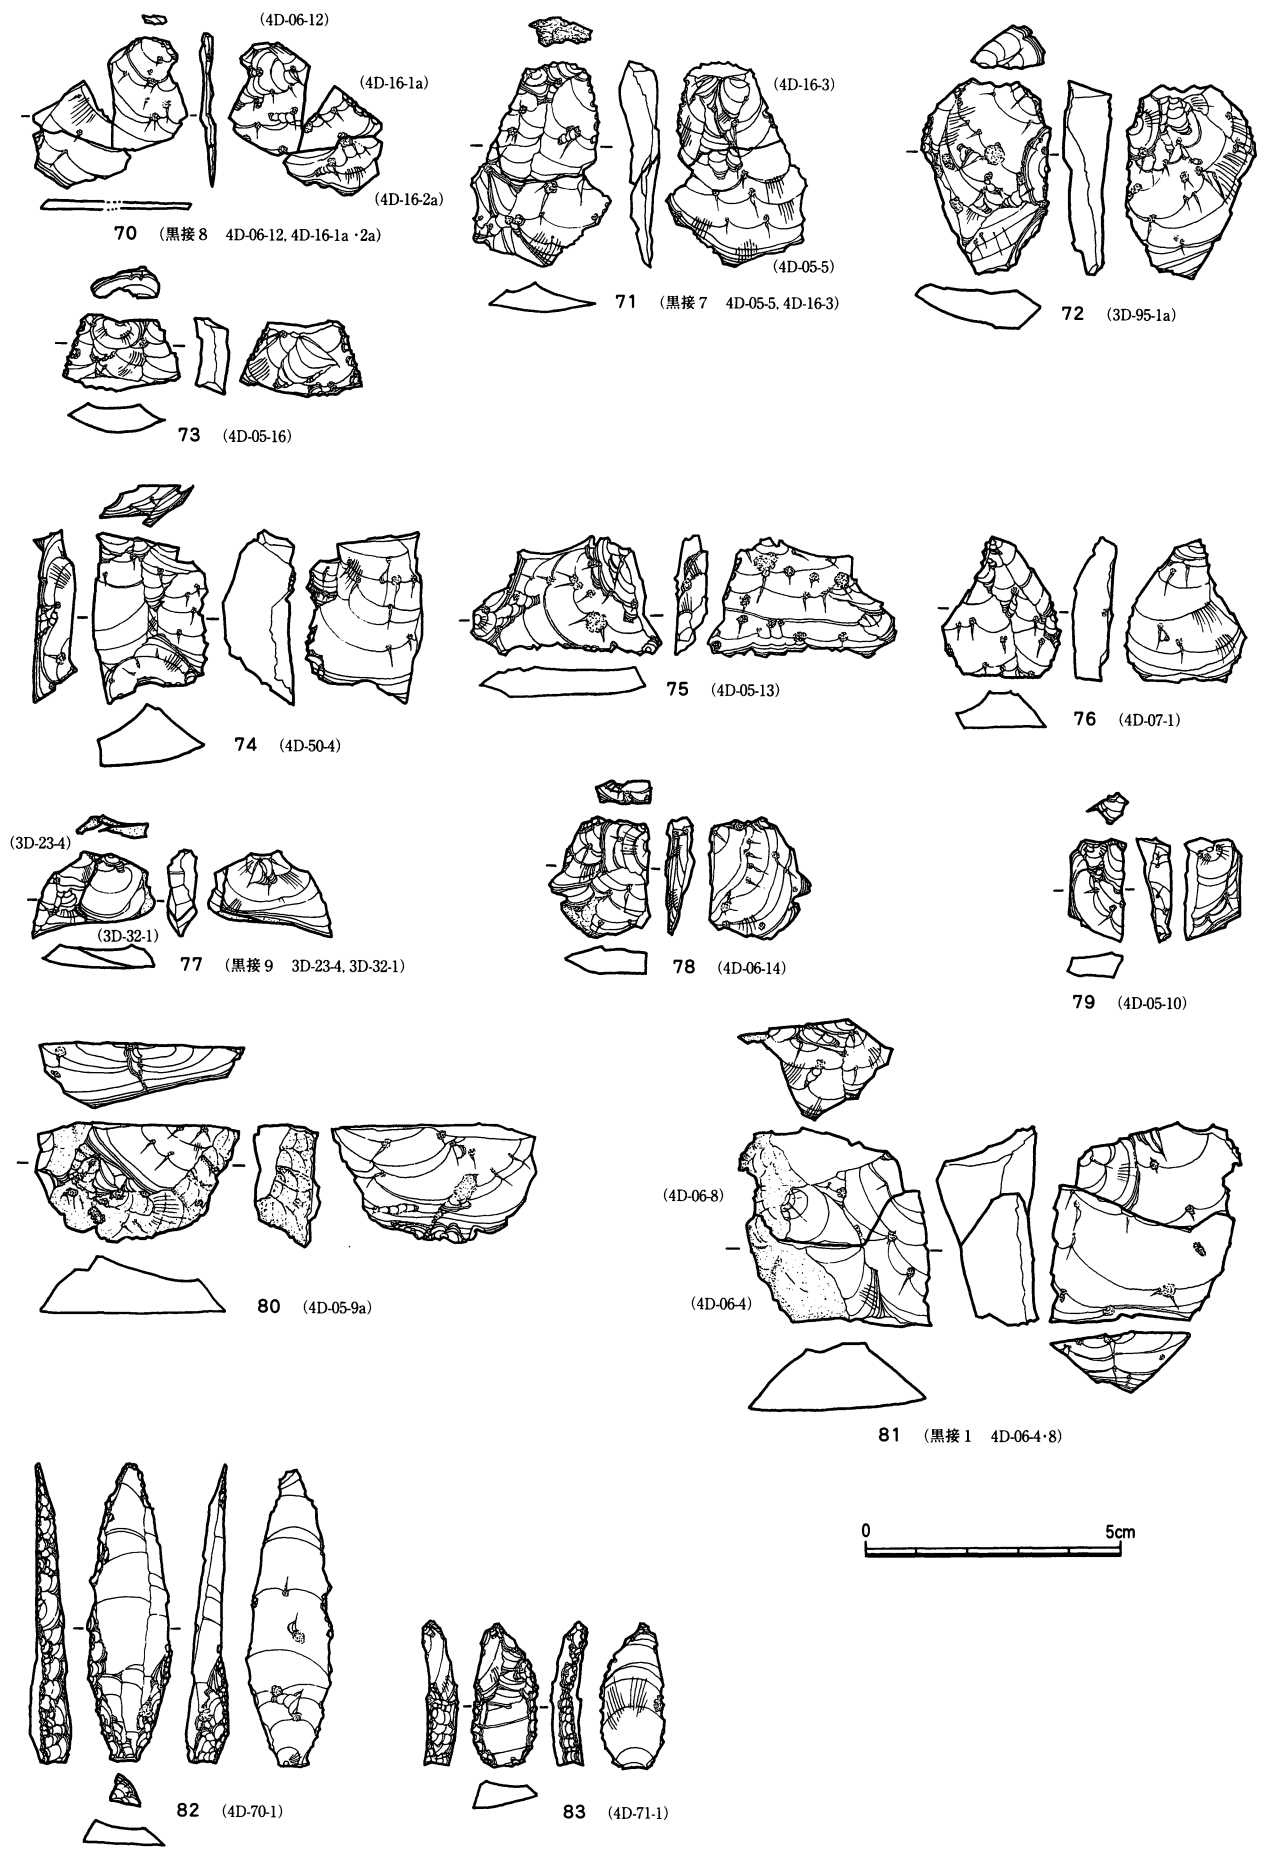 (4D-06-12)
(4D-16-1a)
(4D-16-2a)
70 (黒接8 4D-06-12, 4D-16-1a・2a)
(4D-16-3)
(4D-05-5)
71 (黒接7 4D-05-5, 4D-16-3)
72 (3D-95-1a)
73 (4D-05-16)
74 (4D-50-4)
75 (4D-05-13)
76 (4D-07-1)
(3D-23-4)
(3D-32-1)
77 (黒接9 3D-23-4, 3D-32-1)
78 (4D-06-14)
79 (4D-05-10)
80 (4D-05-9a)
(4D-06-8)
(4D-06-4)
81 (黒接1 4D-06-4・8)
0 5cm
82 (4D-70-1)
83 (4D-71-1)